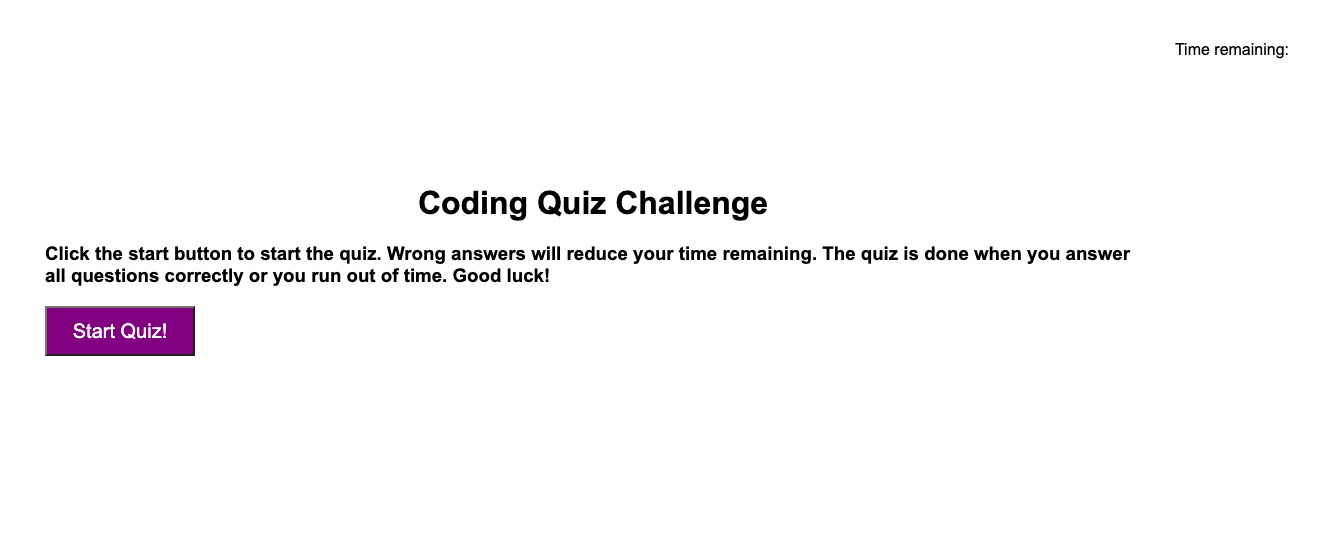 Time remaining:
Coding Quiz Challenge
Click the start button to start the quiz. Wrong answers will reduce your time remaining. The quiz is done when you answer
all questions correctly or you run out of time. Good luck!
Start Quiz!